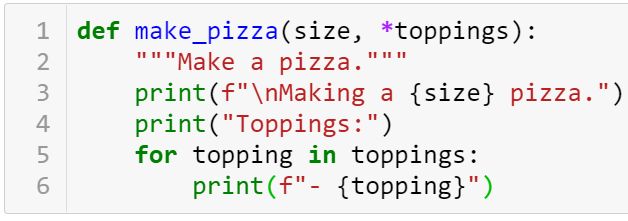 1 def make_pizza(size, *toppings):
2     """Make a pizza."""
3     print(f"\nMaking a {size} pizza.")
4     print("Toppings:")
5     for topping in toppings:
6         print(f"- {topping}")